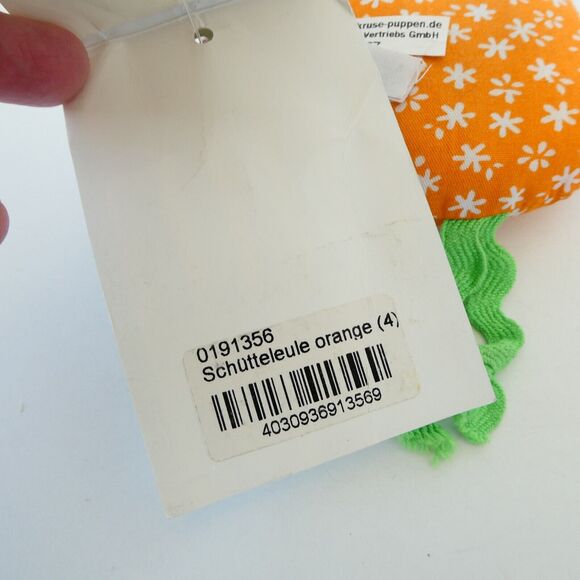 kruse-puppen.de
Vertriebs GmbH
0191356
Schütteleule orange (4)
4030936913569